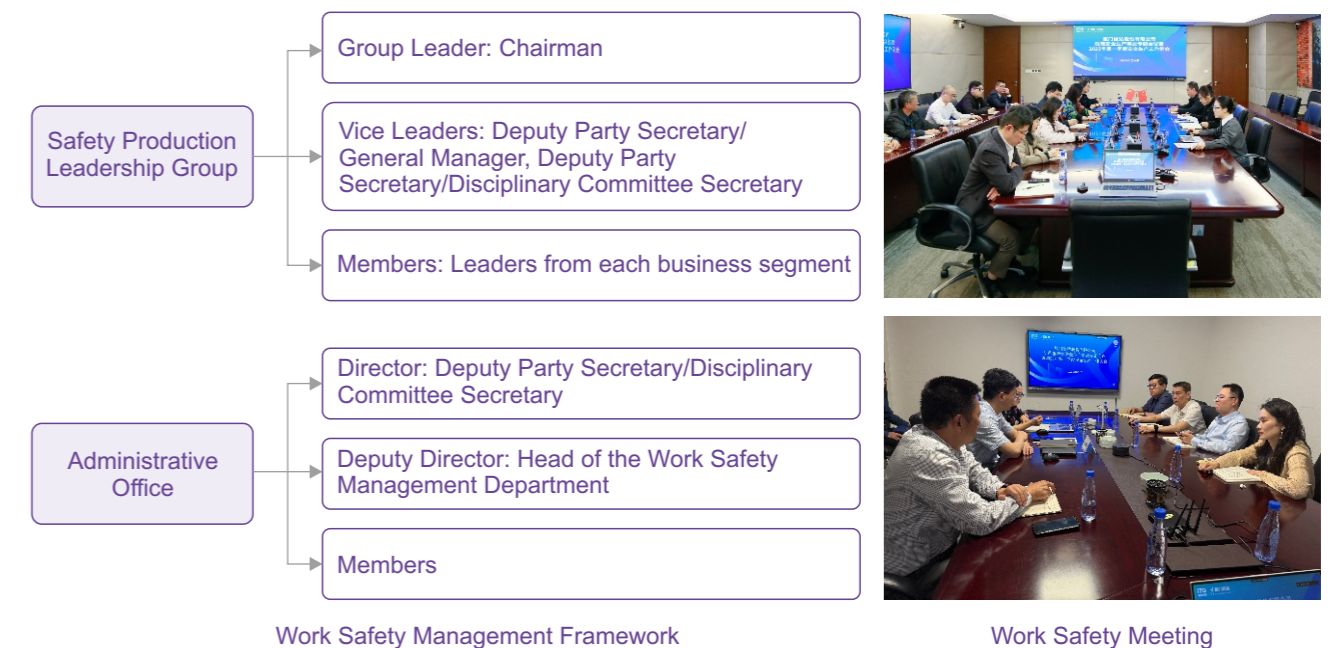 Group Leader: Chairman
Safety Production
Leadership Group
Vice Leaders: Deputy Party Secretary/
General Manager, Deputy Party
Secretary/Disciplinary Committee Secretary
Members: Leaders from each business segment
Director: Deputy Party Secretary/Disciplinary
Committee Secretary
Administrative
Office
Deputy Director: Head of the Work Safety
Management Department
Members
Work Safety Management Framework
Work Safety Meeting